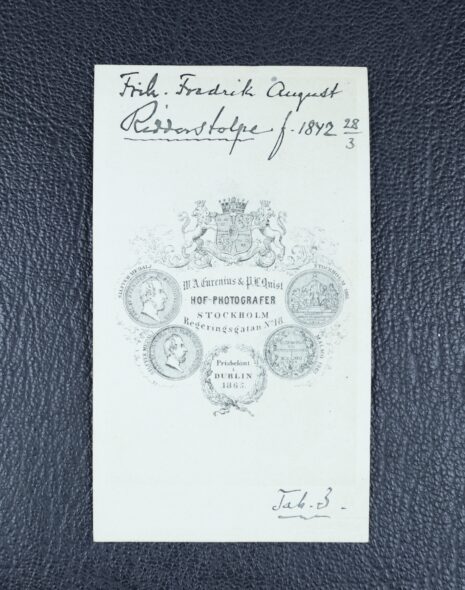 Frih. Fredrik August
Ridderstolpe f. 1842 28/3
W. A. Eurenius & P. L. Quist
HOF-PHOTOGRAFER
STOCKHOLM
Regeringsgatan No 18
Prisbelönt
i
DUBLIN
1865.
Tab. 3.